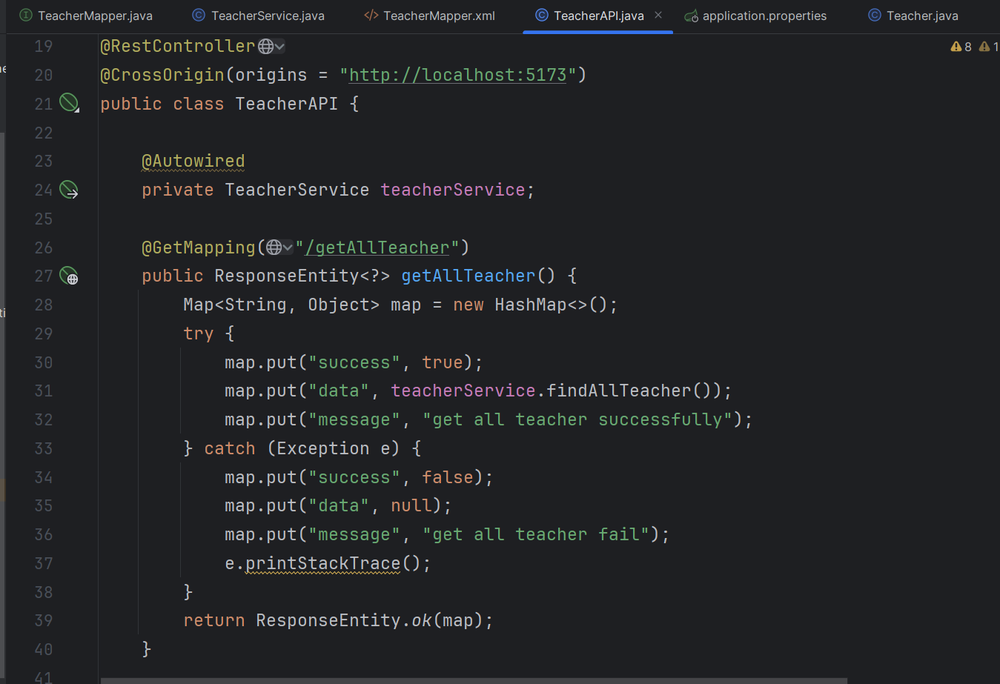 TeacherMapper.java TeacherService.java TeacherMapper.xml TeacherAPI.java application.properties Teacher.java
19 @RestController
8 1
20 @CrossOrigin(origins = "http://localhost:5173")
21 public class TeacherAPI {
22
23 @Autowired
24 private TeacherService teacherService;
25
26 @GetMapping("/getAllTeacher")
27 public ResponseEntity<?> getAllTeacher() {
28 Map<String, Object> map = new HashMap<>();
29 try {
30 map.put("success", true);
31 map.put("data", teacherService.findAllTeacher());
32 map.put("message", "get all teacher successfully");
33 } catch (Exception e) {
34 map.put("success", false);
35 map.put("data", null);
36 map.put("message", "get all teacher fail");
37 e.printStackTrace();
38 }
39 return ResponseEntity.ok(map);
40 }
41